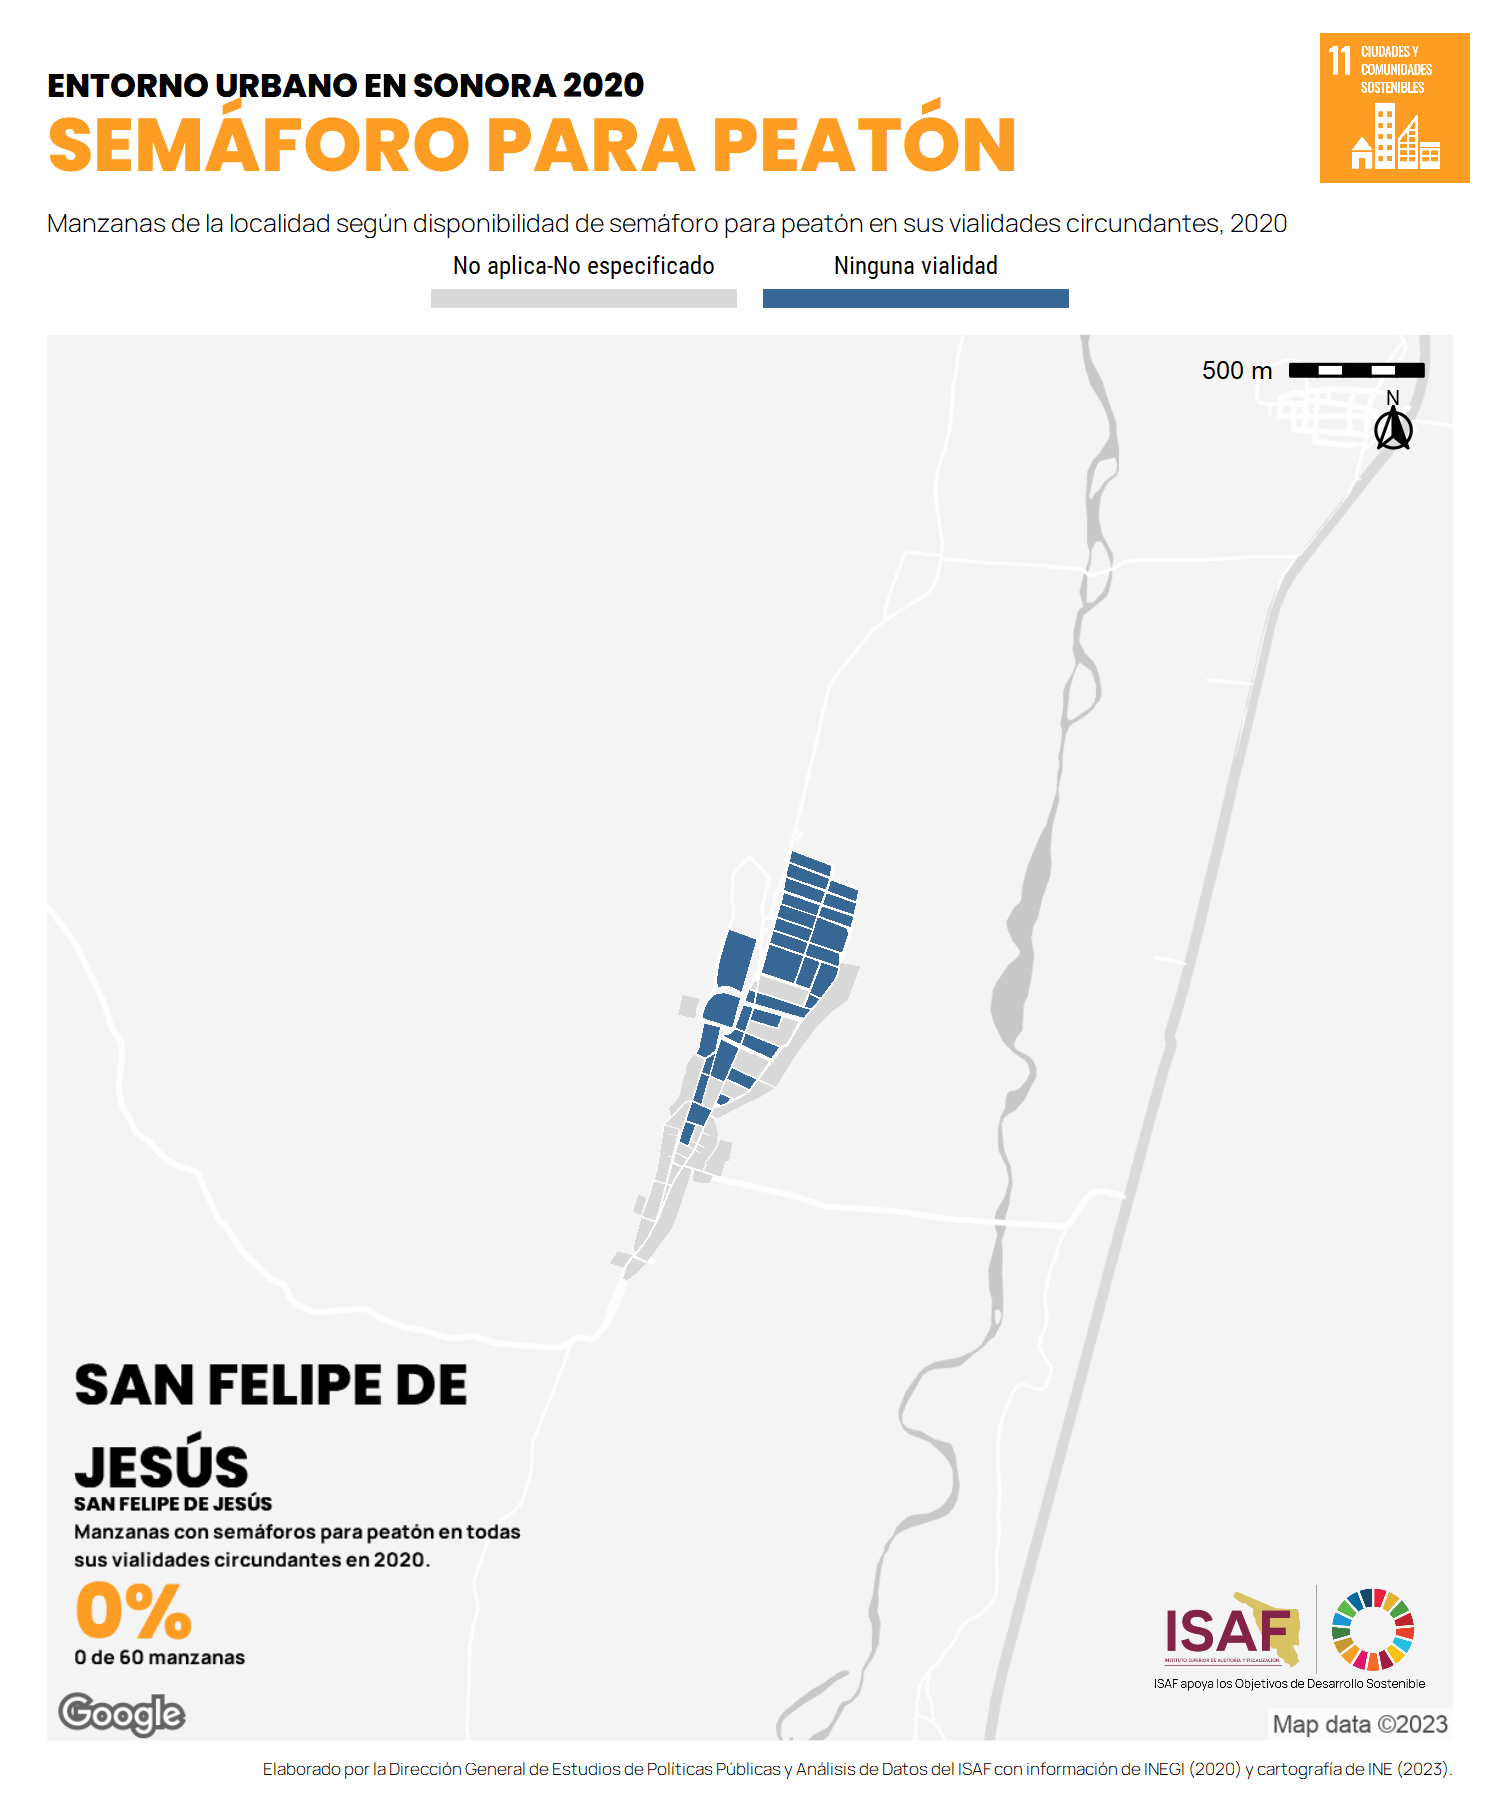 ENTORNO URBANO EN SONORA 2020
SEMÁFORO PARA PEATÓN
11 CIUDADES Y
COMUNIDADES
SOSTENIBLES
Manzanas de la localidad según disponibilidad de semáforo para peatón en sus vialidades circundantes, 2020
No aplica-No especificado
Ninguna vialidad
500 m
N
SAN FELIPE DE
JESÚS
SAN FELIPE DE JESÚS
Manzanas con semáforos para peatón en todas
sus vialidades circundantes en 2020.
0%
0 de 60 manzanas
Google
ISAF
INSTITUTO SUPERIOR DE AUDITORÍA Y FISCALIZACIÓN
ISAF apoya los Objetivos de Desarrollo Sostenible
Map data ©2023
Elaborado por la Dirección General de Estudios de Políticas Públicas y Análisis de Datos del ISAF con información de INEGI (2020) y cartografía de INE (2023).